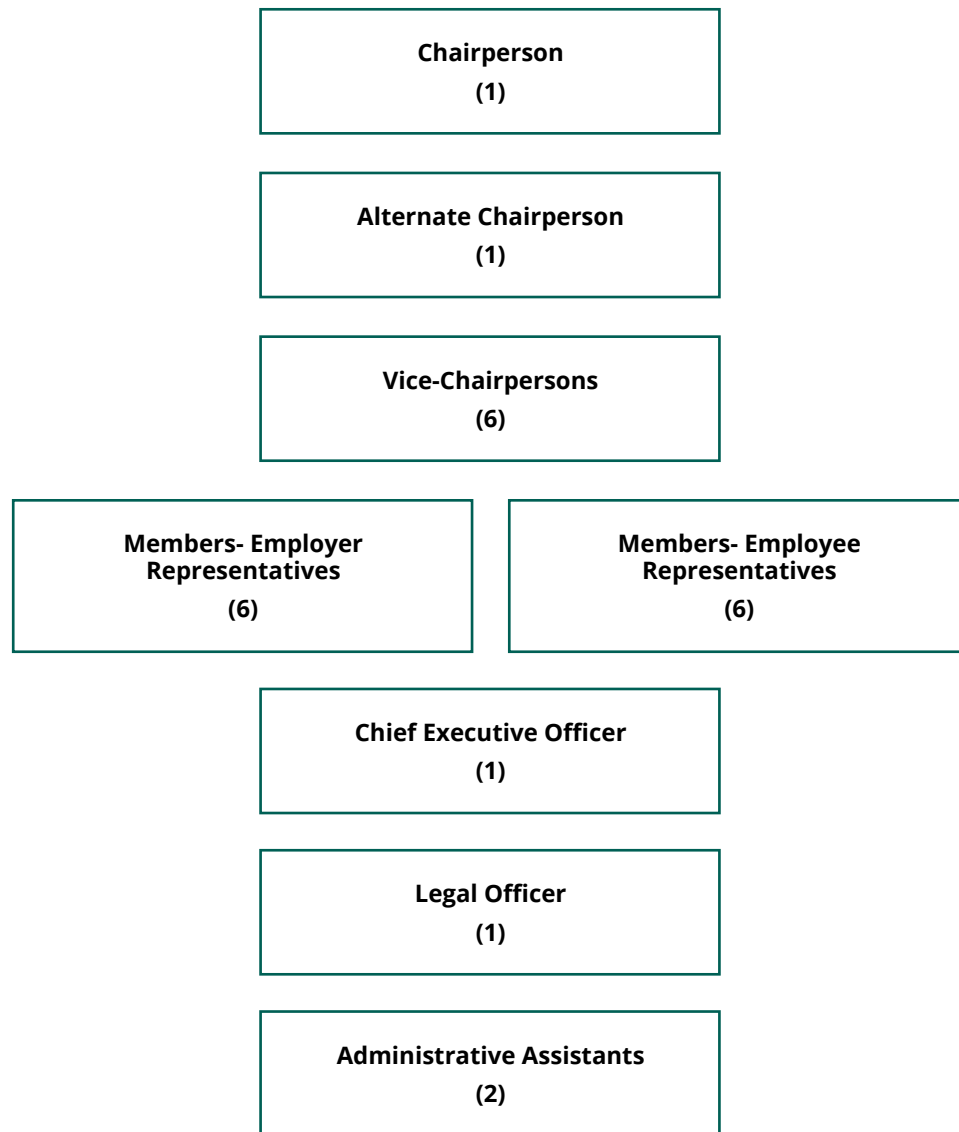 Chairperson
(1)
Alternate Chairperson
(1)
Vice-Chairpersons
(6)
Members- Employer
Representatives
(6)
Members- Employee
Representatives
(6)
Chief Executive Officer
(1)
Legal Officer
(1)
Administrative Assistants
(2)